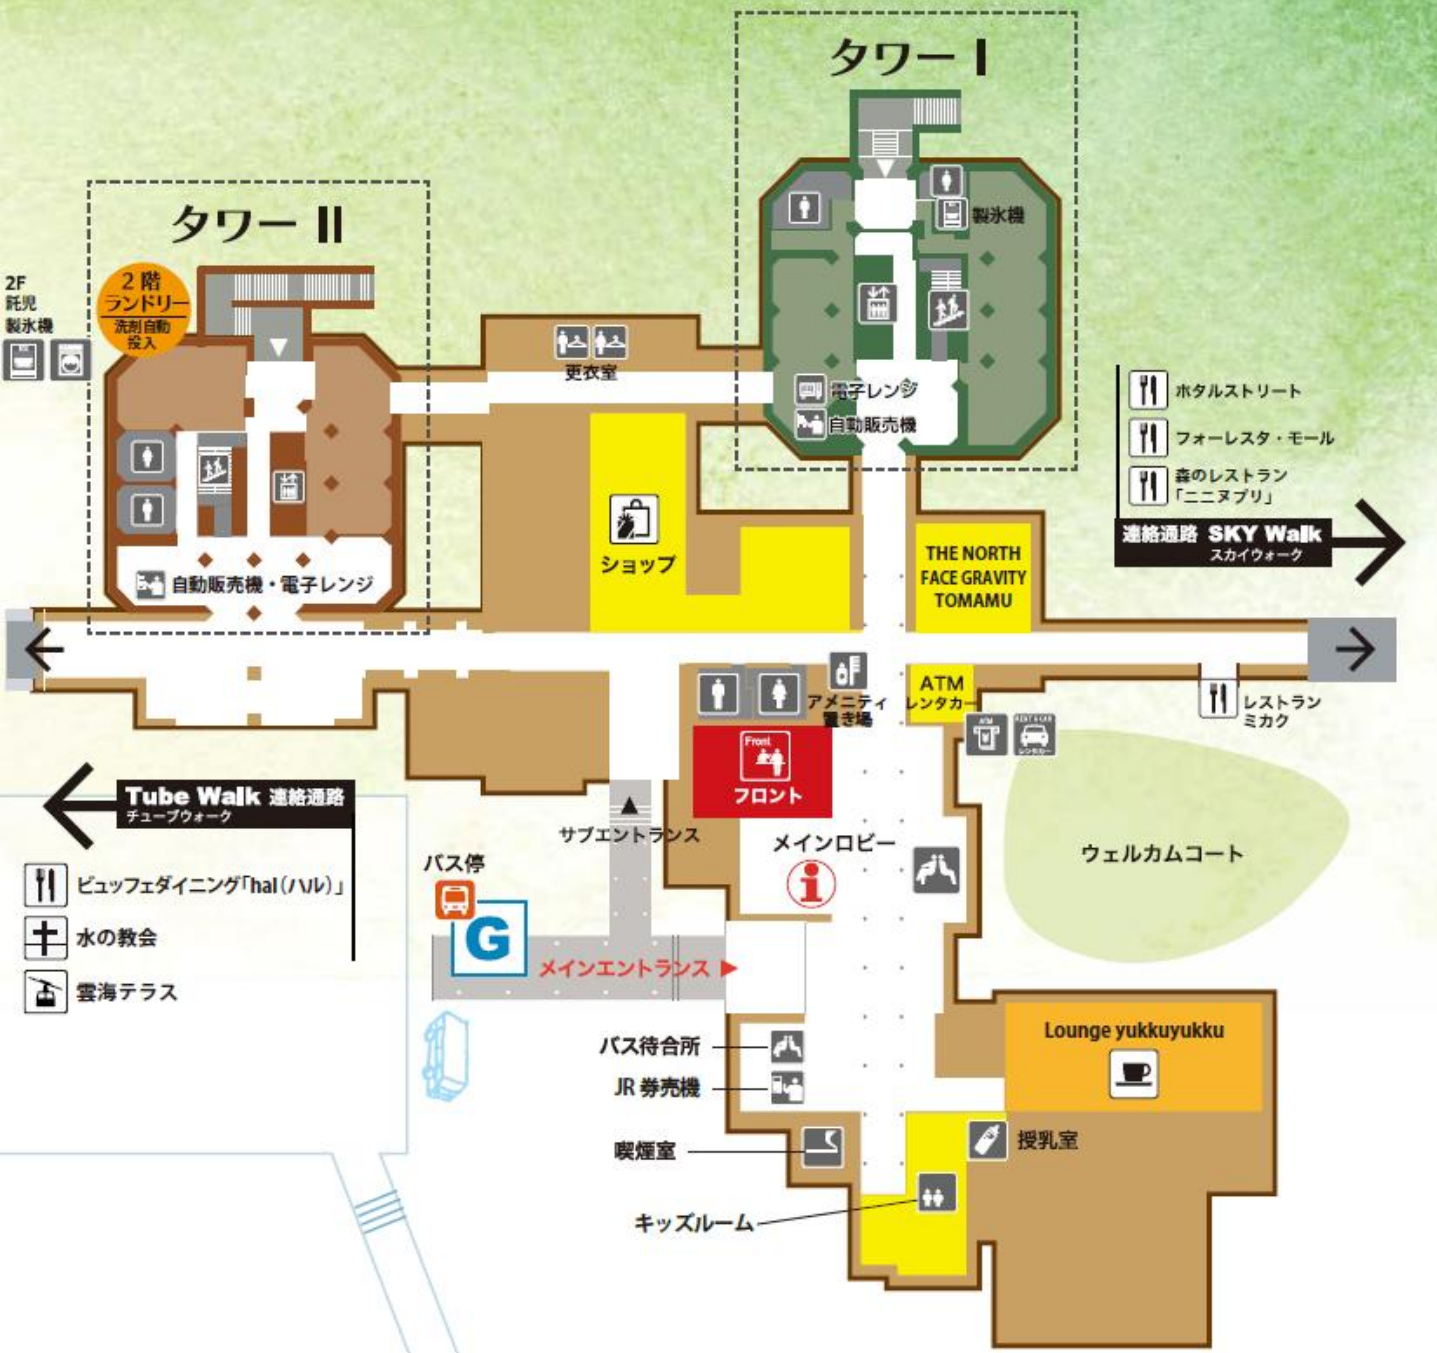 タワー I
製氷機
電子レンジ
自動販売機
タワー II
2F
託児
製氷機
2 階
ランドリー
洗剤自動
投入
自動販売機・電子レンジ
更衣室
ショップ
THE NORTH
FACE GRAVITY
TOMAMU
ホタルストリート
フォーレスタ・モール
森のレストラン
「ニニヌプリ」
連絡通路 SKY Walk
スカイウォーク
アメニティ
置き場
ATM
レンタカー
ATM
RENT A CAR
レンタカー
レストラン
ミカク
Front
フロント
Tube Walk 連絡通路
チューブウォーク
ビュッフェダイニング「hal(ハル)」
水の教会
雲海テラス
サブエントランス
バス停
G
メインエントランス
メインロビー
i
ウェルカムコート
バス待合所
JR 券売機
喫煙室
キッズルーム
Lounge yukkuyukku
授乳室